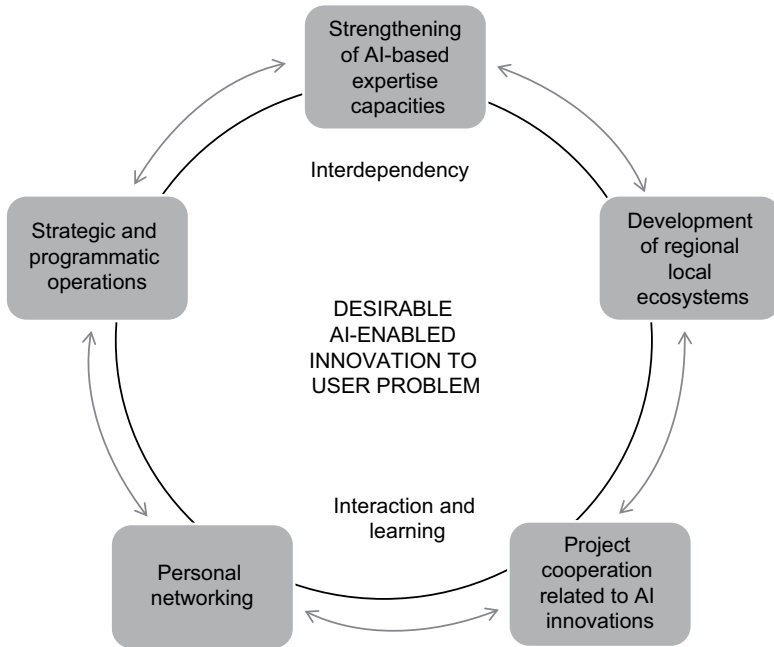 Strengthening
of AI-based
expertise
capacities
Interdependency
Strategic and
programmatic
operations
Development
of regional
local
ecosystems
DESIRABLE
AI-ENABLED
INNOVATION TO
USER PROBLEM
Interaction and
learning
Personal
networking
Project
cooperation
related to AI
innovations